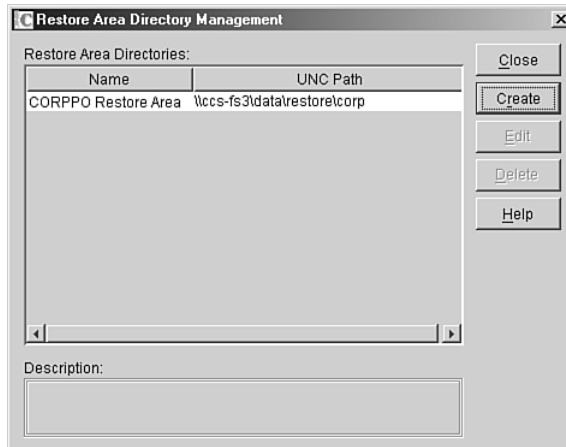 Restore Area Directory Management
Restore Area Directories:
Name UNC Path
CORPPO Restore Area \\ccs-fs3\data\restore\corp
Close
Create
Edit
Delete
Help
Description: